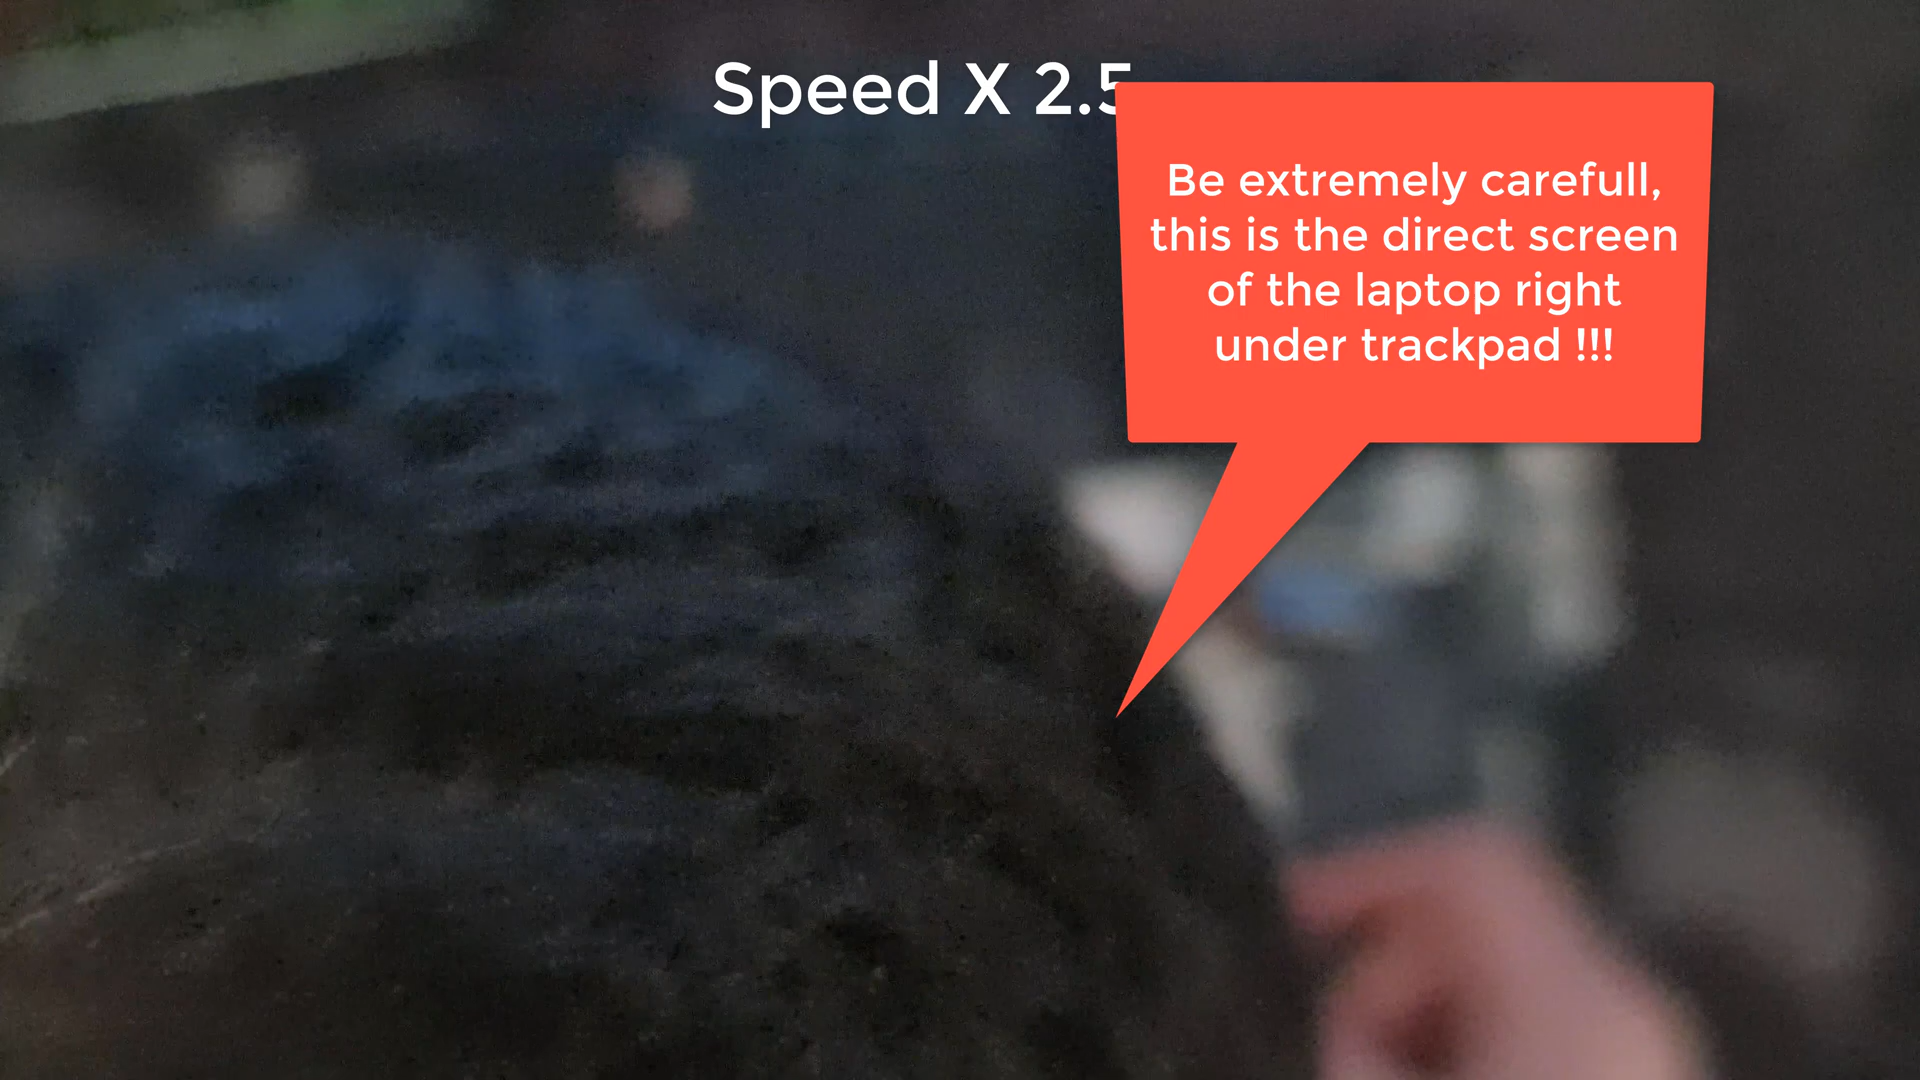 Speed X 2.5
Be extremely carefull,
this is the direct screen
of the laptop right
under trackpad !!!